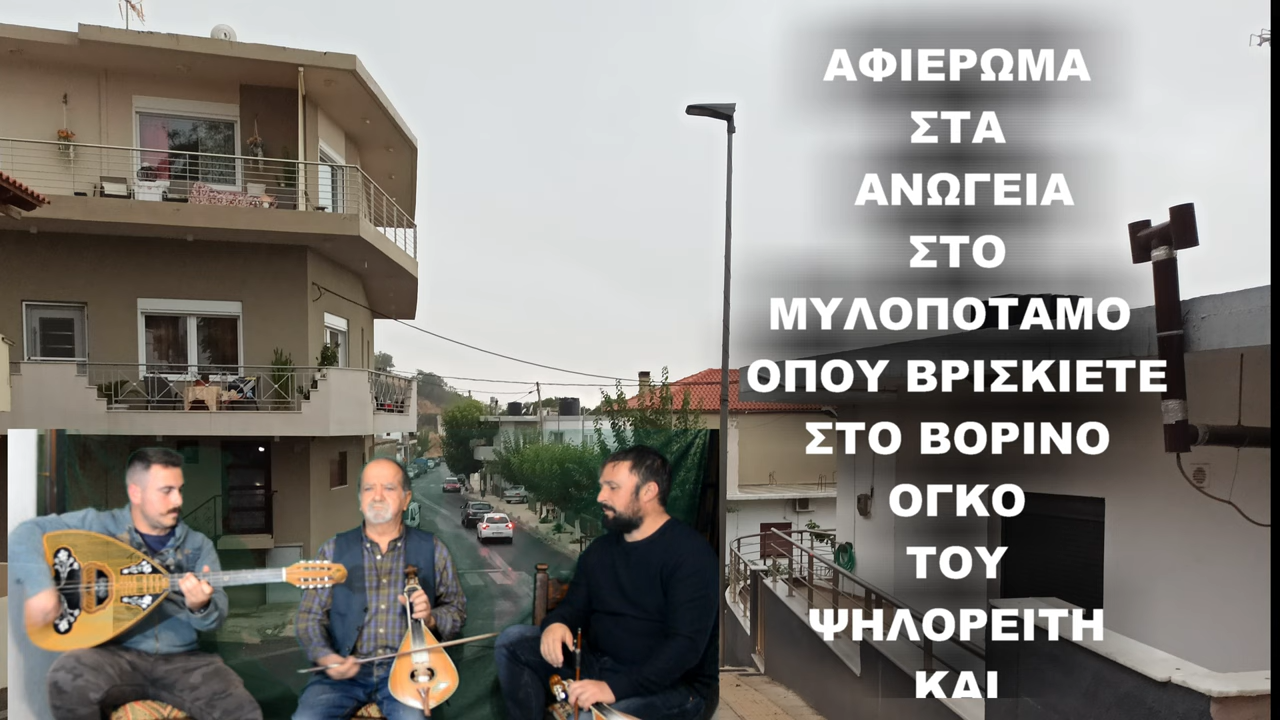 ΑΦΙΕΡΩΜΑ
ΣΤΑ
ΑΝΩΓΕΙΑ
ΣΤΟ
ΜΥΛΟΠΟΤΑΜΟ
ΟΠΟΥ ΒΡΙΣΚΙΕΤΕ
ΣΤΟ ΒΟΡΙΝΟ
ΟΓΚΟ
ΤΟΥ
ΨΗΛΟΡΕΙΤΗ
ΚΑΙ